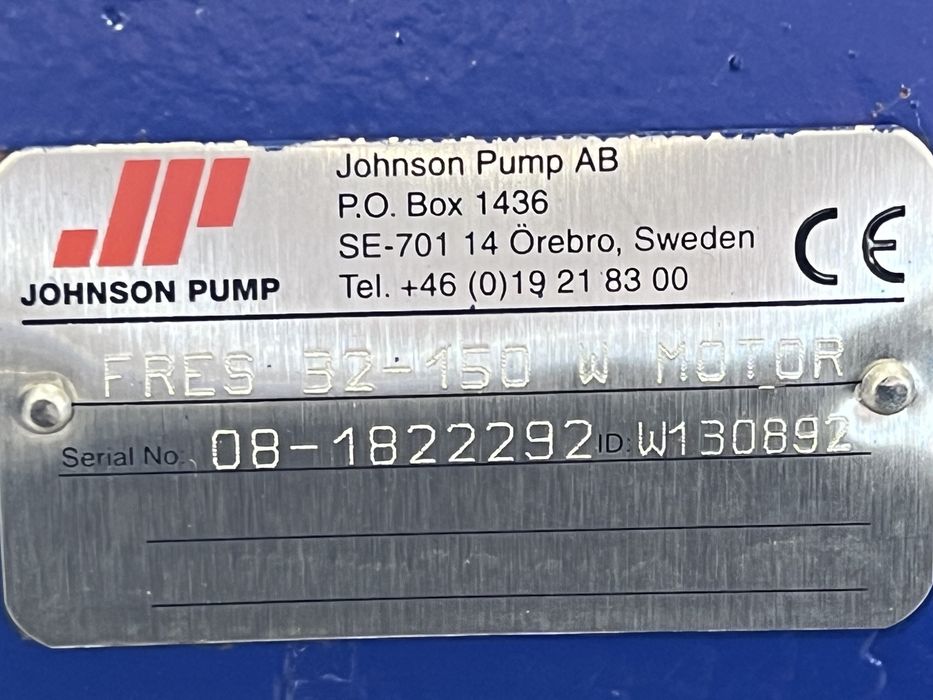 Johnson Pump AB
P.O. Box 1436
SE-701 14 Örebro, Sweden
Tel. +46 (0)19 21 83 00
CE
JOHNSON PUMP
FRES 32-150 W MOTOR
Serial No: 08-1822292 ID: W130892